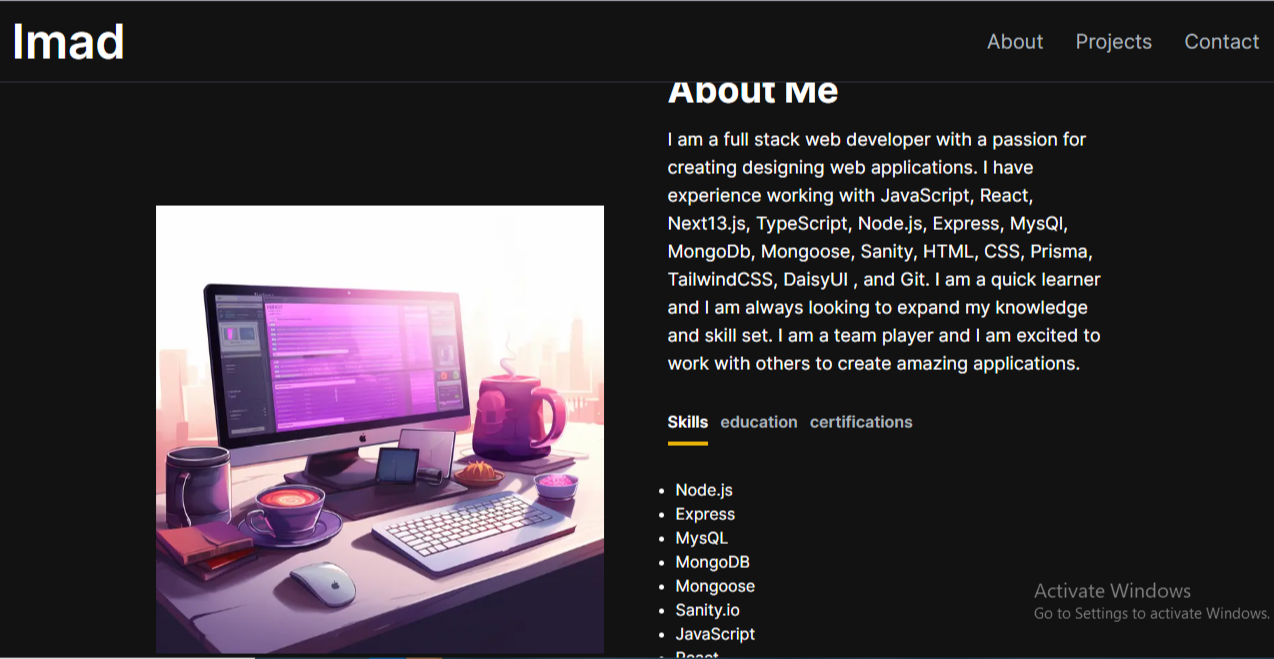 Imad
About Projects Contact
About Me
I am a full stack web developer with a passion for
creating designing web applications. I have
experience working with JavaScript, React,
Next13.js, TypeScript, Node.js, Express, MysQl,
MongoDb, Mongoose, Sanity, HTML, CSS, Prisma,
TailwindCSS, DaisyUI , and Git. I am a quick learner
and I am always looking to expand my knowledge
and skill set. I am a team player and I am excited to
work with others to create amazing applications.
Skills education certifications
• Node.js
• Express
• MysQL
• MongoDB
• Mongoose
• Sanity.io
• JavaScript
• React
Activate Windows
Go to Settings to activate Windows.